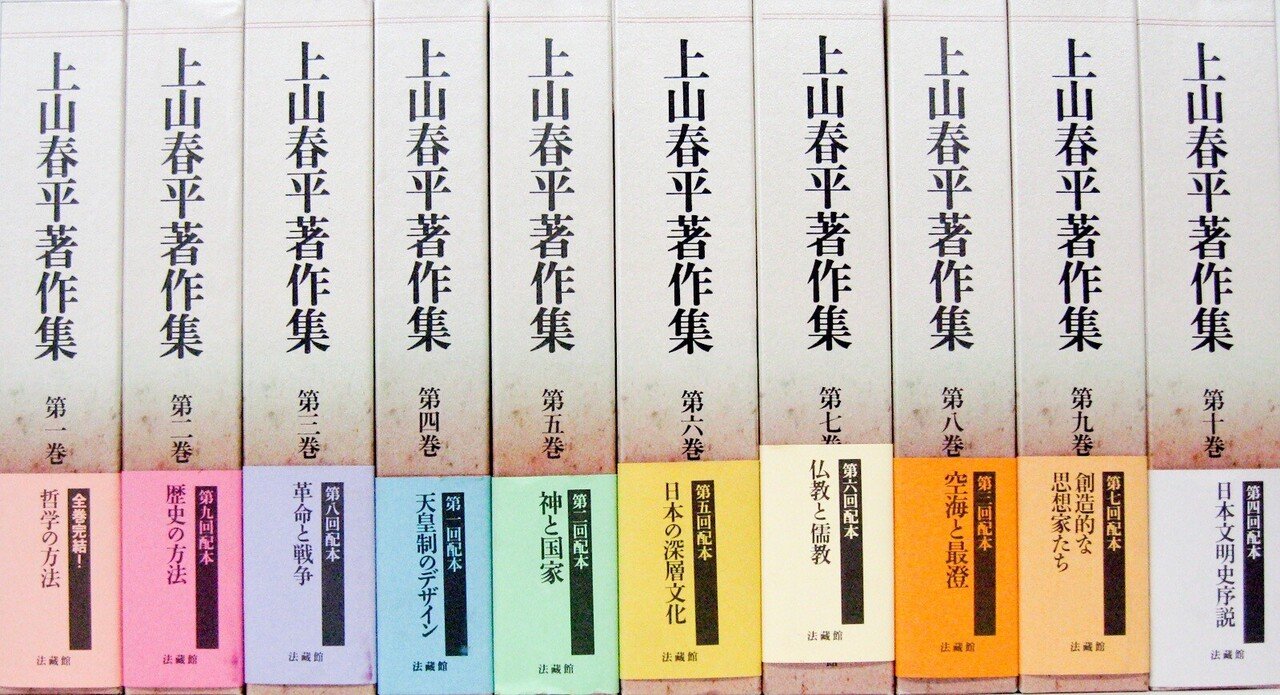 上山春平著作集
第一巻
全巻完結!
哲学の方法
法藏館
上山春平著作集
第二巻
第九回配本
歴史の方法
法藏館
上山春平著作集
第三巻
第八回配本
革命と戦争
法藏館
上山春平著作集
第四巻
第一回配本
天皇制のデザイン
法藏館
上山春平著作集
第五巻
第二回配本
神と国家
法藏館
上山春平著作集
第六巻
第五回配本
日本の深層文化
法藏館
上山春平著作集
第七巻
第六回配本
仏教と儒教
法藏館
上山春平著作集
第八巻
第三回配本
空海と最澄
法藏館
上山春平著作集
第九巻
第七回配本
創造的な
思想家たち
法藏館
上山春平著作集
第十巻
第四回配本
日本文明史序説
法藏館